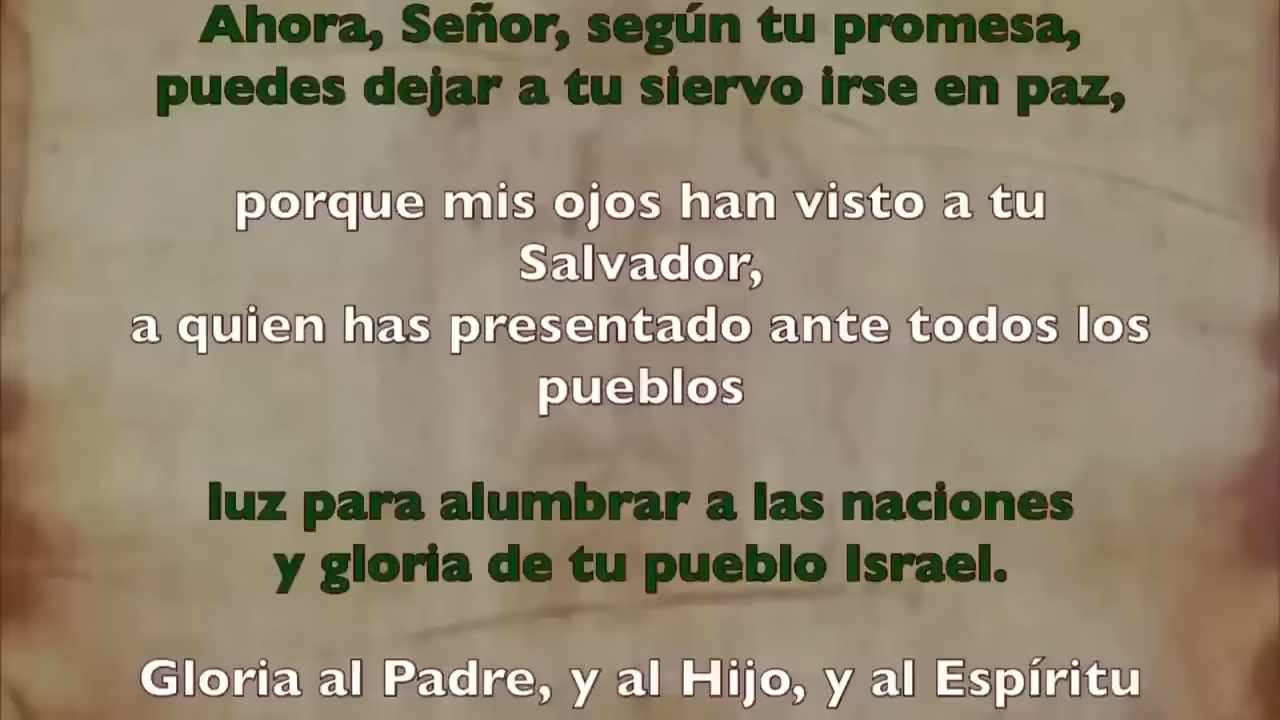 Ahora, Señor, según tu promesa,
puedes dejar a tu siervo irse en paz,
porque mis ojos han visto a tu
Salvador,
a quien has presentado ante todos los
pueblos
luz para alumbrar a las naciones
y gloria de tu pueblo Israel.
Gloria al Padre, y al Hijo, y al Espíritu